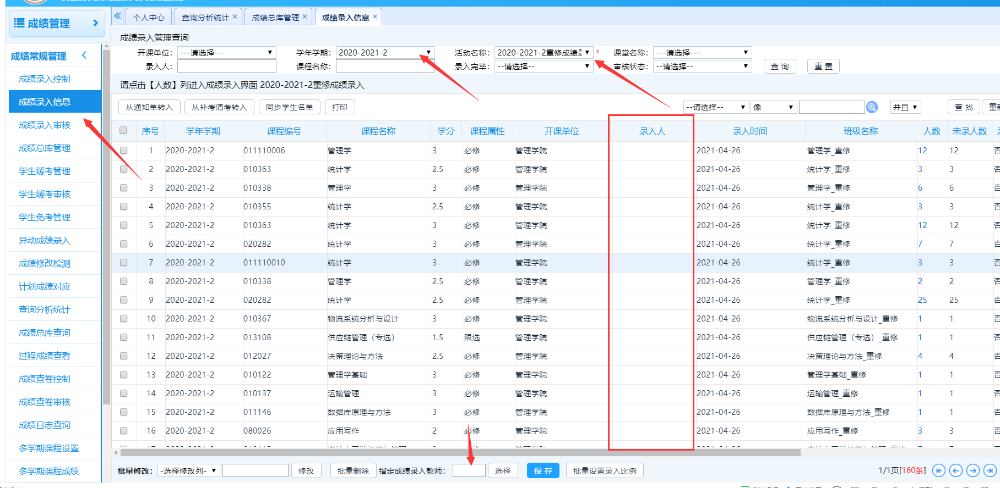 成绩管理
个人中心
查询分析统计
成绩总库管理
成绩录入信息
成绩常规管理
成绩录入控制
成绩录入信息
成绩录入审核
成绩总库管理
学生缓考管理
学生缓考审核
学生免考管理
异动成绩录入
成绩修改检测
计划成绩对应
查询分析统计
成绩总库查询
过程成绩查看
成绩查卷控制
成绩查卷审核
成绩日志查询
多学期课程设置
多学期课程成绩
成绩录入管理查询
开课单位： ---请选择--- 学年学期： 2020-2021-2 活动名称： 2020-2021-2重修成绩录 * 课堂名称： ---请选择---
录入人： 课程名称： 录入完毕： --请选择-- 审核状态： --请选择-- 查 询 重 置
请点击【人数】列进入成绩录入界面 2020-2021-2重修成绩录入
从通知单转入 从补考清考转入 同步学生名单 打印 --请选择-- 像 并且 查 找 重新
序号 学年学期 课程编号 课程名称 学分 课程属性 开课单位 录入人 录入时间 班级名称 人数 未录人数
1 2020-2021-2 011110006 管理学 3 必修 管理学院 2021-04-26 管理学_重修 12 12 否
2 2020-2021-2 010363 统计学 2.5 必修 管理学院 2021-04-26 统计学_重修 3 3 否
3 2020-2021-2 010338 管理学 3 必修 管理学院 2021-04-26 管理学_重修 6 6 否
4 2020-2021-2 010355 统计学 2.5 必修 管理学院 2021-04-26 统计学_重修 3 3 否
5 2020-2021-2 010363 统计学 3 必修 管理学院 2021-04-26 统计学_重修 12 12 否
6 2020-2021-2 020282 统计学 3 必修 管理学院 2021-04-26 统计学_重修 7 7 否
7 2020-2021-2 011110010 统计学 3 必修 管理学院 2021-04-26 统计学_重修 3 3 否
8 2020-2021-2 010338 管理学 2.5 必修 管理学院 2021-04-26 管理学_重修 2 2 否
9 2020-2021-2 020282 统计学 2.5 必修 管理学院 2021-04-26 统计学_重修 25 25 否
10 2020-2021-2 010367 物流系统分析与设计 3 必修 管理学院 2021-04-26 物流系统分析与设计_重修 1 1 否
11 2020-2021-2 013108 供应链管理（专选） 1.5 限选 管理学院 2021-04-26 供应链管理（专选）_重修 1 1 否
12 2020-2021-2 012027 决策理论与方法 2.5 必修 管理学院 2021-04-26 决策理论与方法_重修 4 4 否
13 2020-2021-2 010122 管理学基础 3 必修 管理学院 2021-04-26 管理学基础_重修 1 1 否
14 2020-2021-2 010137 运输管理 3 必修 管理学院 2021-04-26 运输管理_重修 1 1 否
15 2020-2021-2 011146 数据库原理与方法 3 必修 管理学院 2021-04-26 数据库原理与方法_重修 1 1 否
16 2020-2021-2 080026 应用写作 2 必修 管理学院 2021-04-26 应用写作_重修 3 3 否
批量修改： -选择修改列- 修改 批量删除 指定成绩录入教师： 选择 保 存 批量设置录入比例 1/1页[160条]